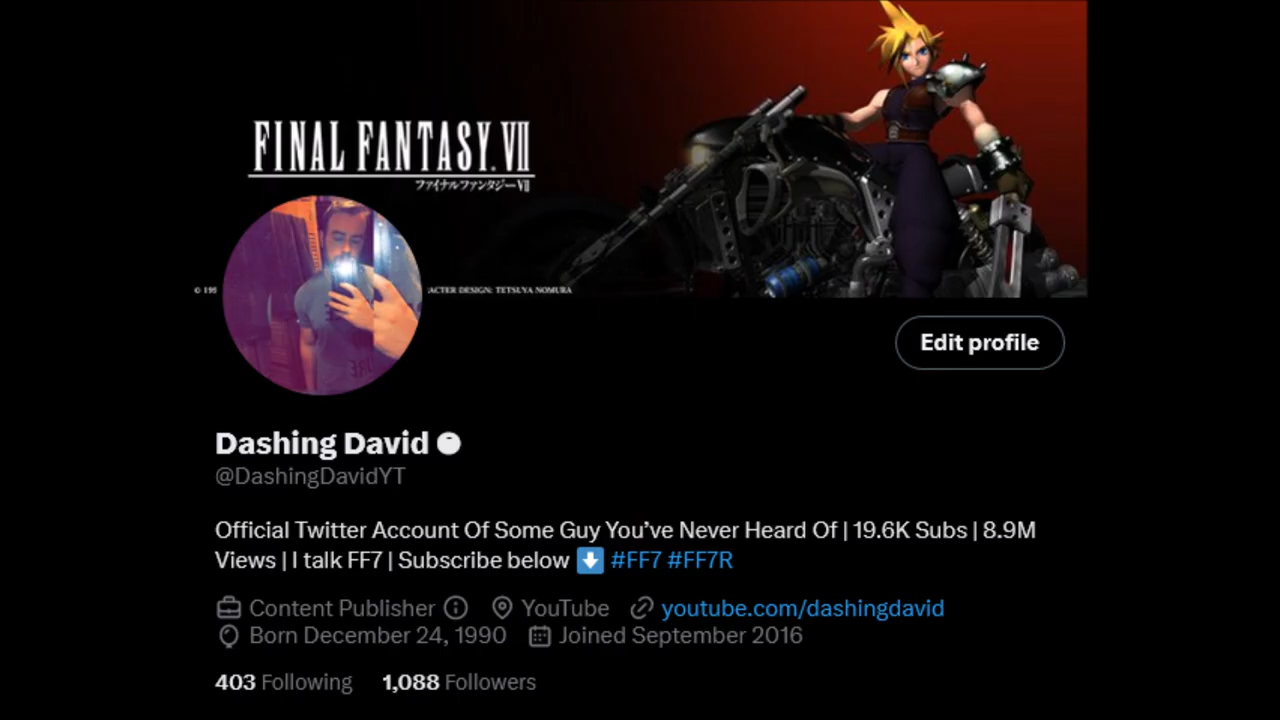 FINAL FANTASY. VII
ファイナルファンタジー VII
© 199
ACTER DESIGN: TETSUYA NOMURA
Edit profile
Dashing David
@DashingDavidYT
Official Twitter Account Of Some Guy You’ve Never Heard Of | 19.6K Subs | 8.9M
Views | I talk FF7 | Subscribe below ⬇️ #FF7 #FF7R
Content Publisher YouTube youtube.com/dashingdavid
Born December 24, 1990 Joined September 2016
403 Following 1,088 Followers